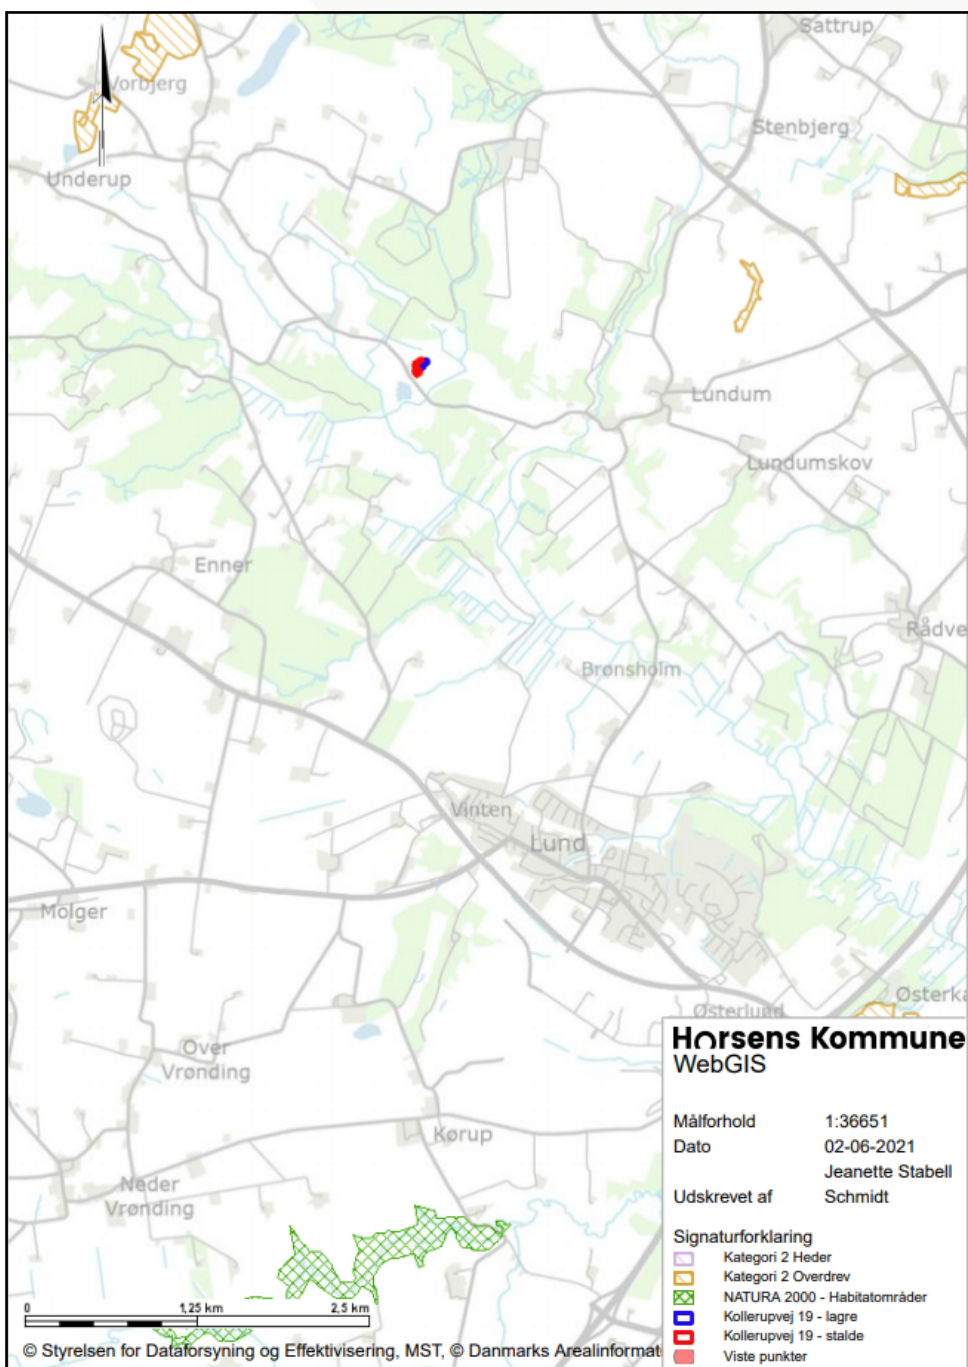 Sattrup
Vorbjerg
Stenbjerg
Underup
Lundum
Lundumskov
Enner
Rådve
Brønsholm
Vinten
Lund
Molger
Østerka
Østerlund
Over
Vrønding
Kørup
Neder
Vrønding
Horsens Kommune
WebGIS
Målforhold 1:36651
Dato 02-06-2021
Jeanette Stabell
Udskrevet af Schmidt
Signaturforklaring
Kategori 2 Heder
Kategori 2 Overdrev
NATURA 2000 - Habitatområder
Kollerupvej 19 - lagre
Kollerupvej 19 - stalde
Viste punkter
0 1,25 km 2,5 km
© Styrelsen for Dataforsyning og Effektivisering, MST, © Danmarks Arealinformat